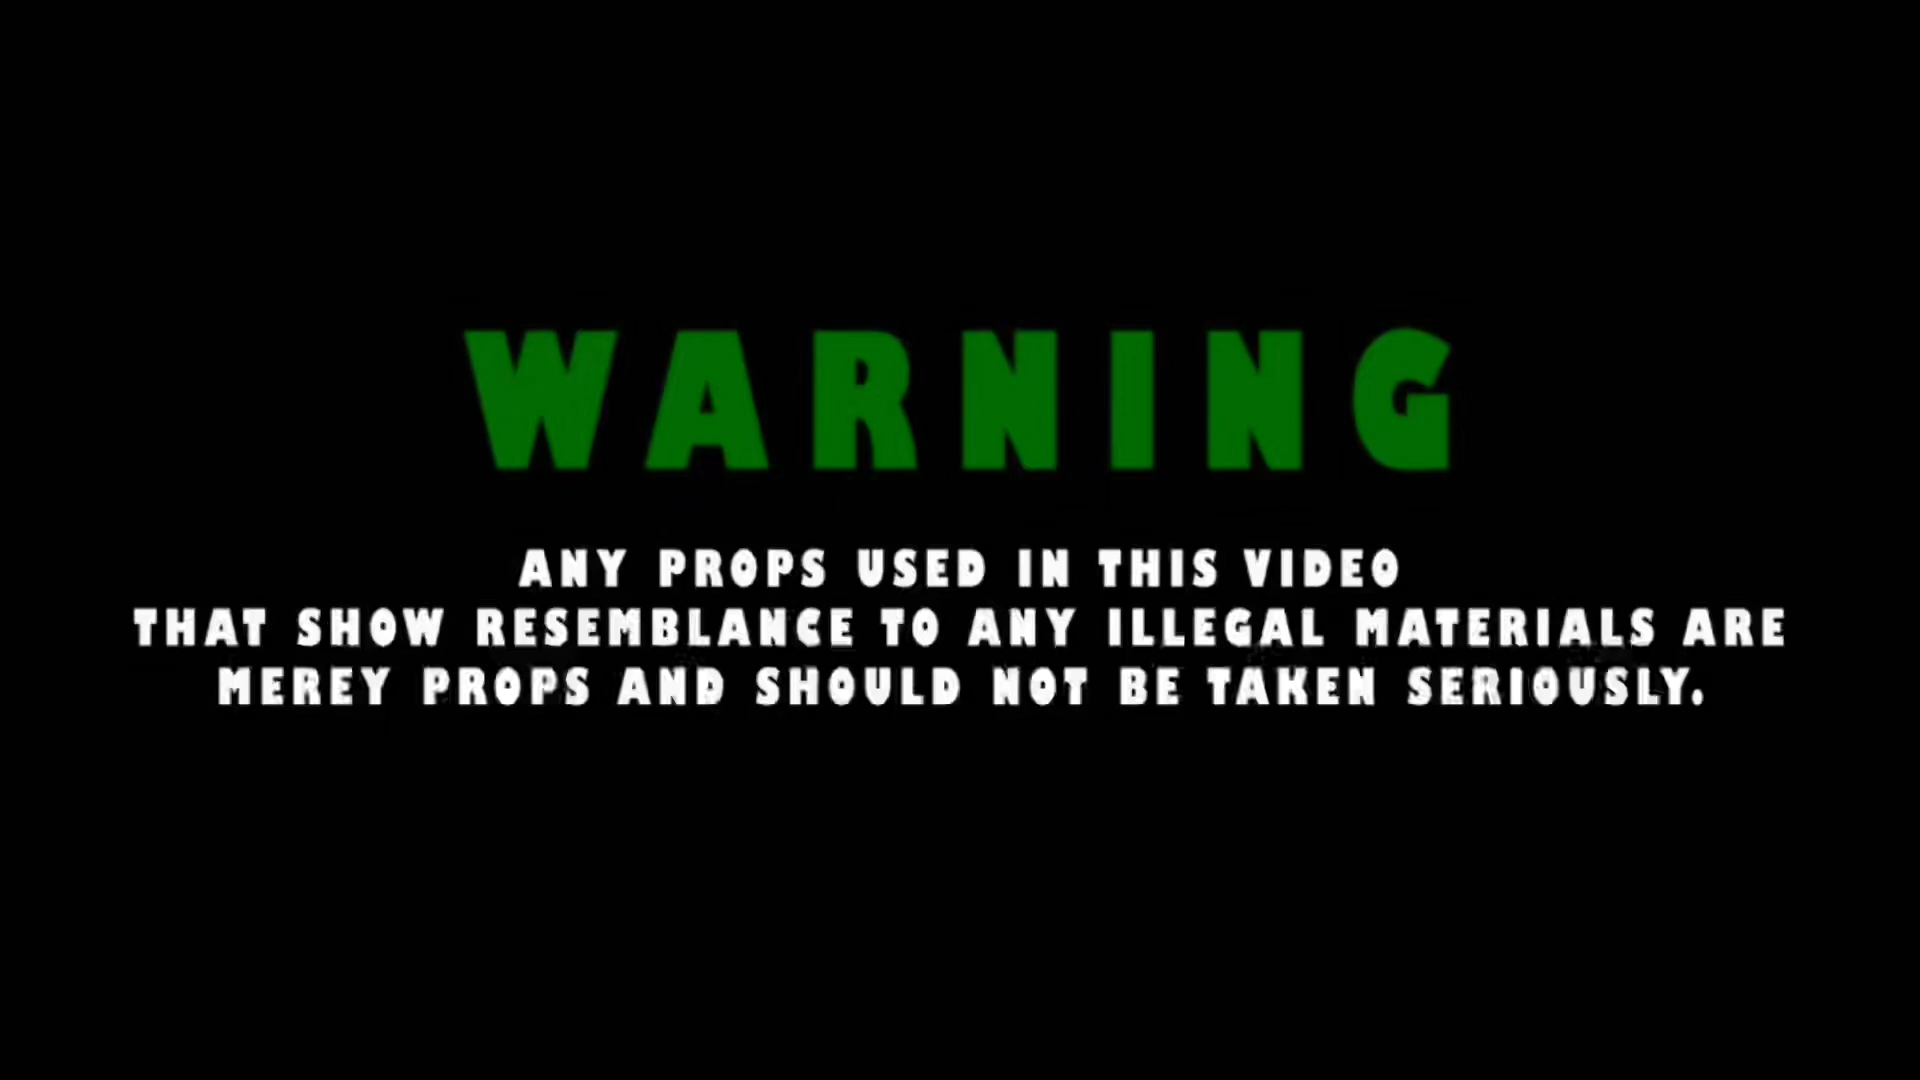 WARNING
ANY PROPS USED IN THIS VIDEO
THAT SHOW RESEMBLANCE TO ANY ILLEGAL MATERIALS ARE
MEREY PROPS AND SHOULD NOT BE TAKEN SERIOUSLY.